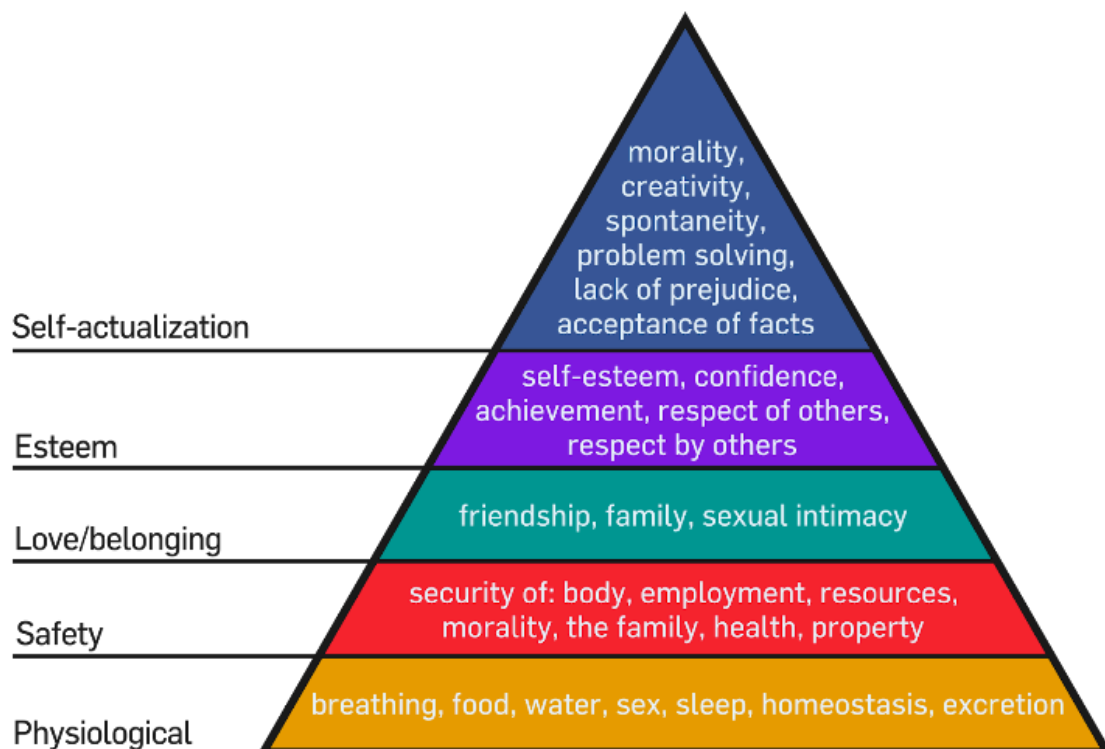 morality,
creativity,
spontaneity,
problem solving,
lack of prejudice,
acceptance of facts
Self-actualization
self-esteem, confidence,
achievement, respect of others,
respect by others
Esteem
friendship, family, sexual intimacy
Love/belonging
security of: body, employment, resources,
morality, the family, health, property
Safety
breathing, food, water, sex, sleep, homeostasis, excretion
Physiological